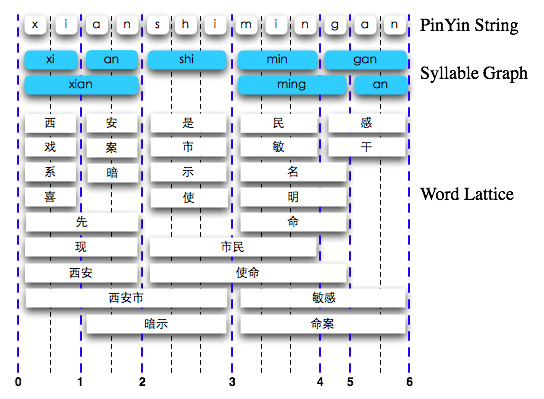 x i a n s h i m i n g a n PinYin String
xi an shi min gan
Syllable Graph
xian ming an
西 安 是 民 感
戏 案 市 敏 干
系 暗 示 名
喜 使 明
Word Lattice
先 命
现 市民
西安 使命
西安市 敏感
暗示 命案
0 1 2 3 4 5 6